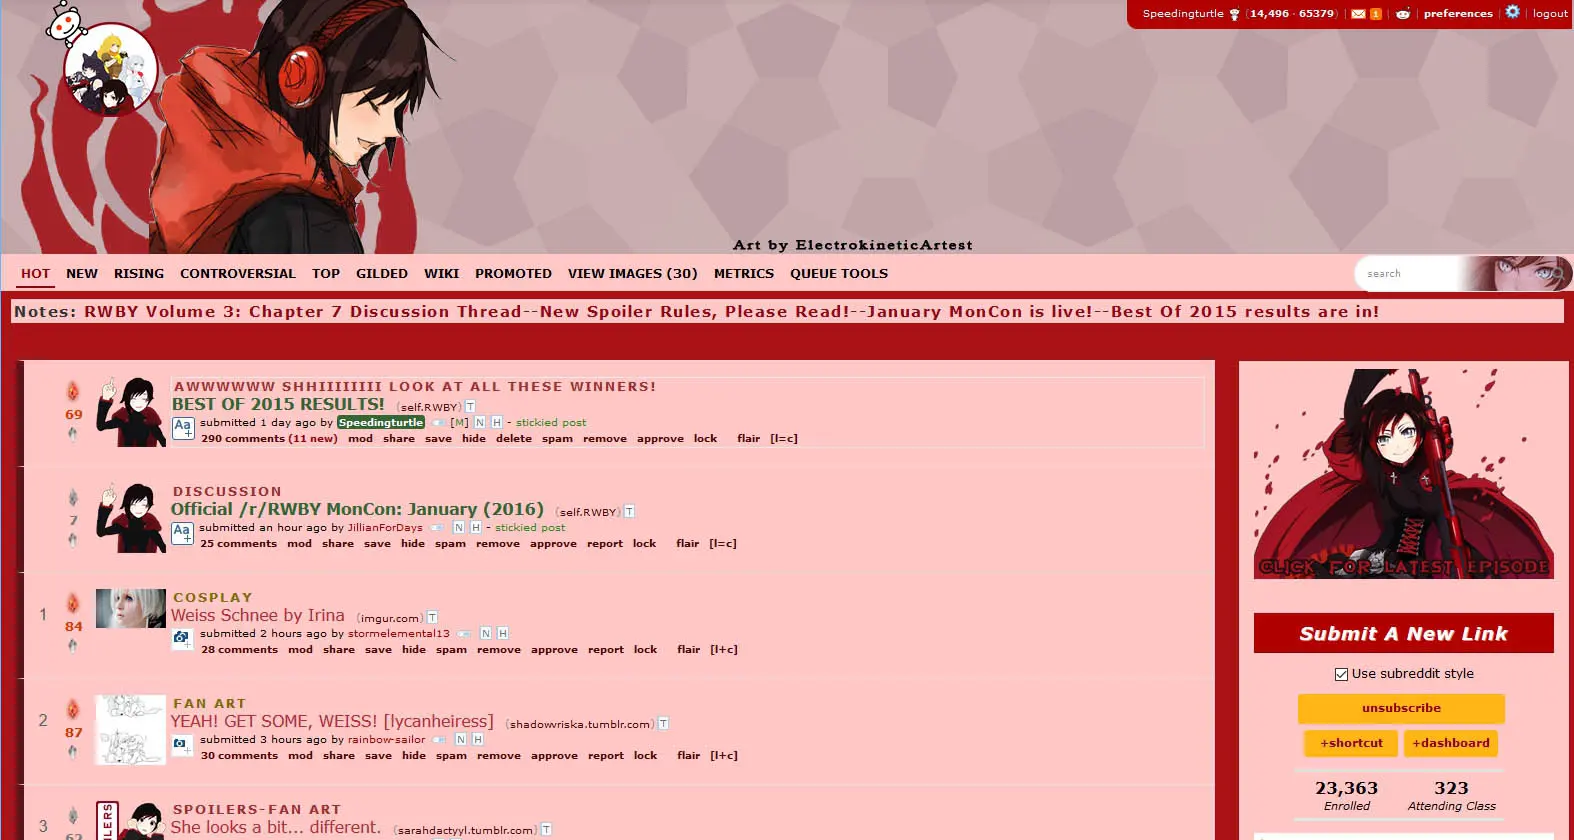 Speedingturtle (14,496 · 65379) | 1 | | preferences | | logout
Art by ElectrokineticArtest
HOT NEW RISING CONTROVERSIAL TOP GILDED WIKI PROMOTED VIEW IMAGES (30) METRICS QUEUE TOOLS
search
Notes: RWBY Volume 3: Chapter 7 Discussion Thread--New Spoiler Rules, Please Read!--January MonCon is live!--Best Of 2015 results are in!
69
AWWWWWW SHHIIIIIIII LOOK AT ALL THESE WINNERS!
BEST OF 2015 RESULTS! (self.RWBY) T
Aa+ submitted 1 day ago by Speedingturtle [M] N H - stickied post
290 comments (11 new) mod share save hide delete spam remove approve lock flair [l=c]
7
DISCUSSION
Official /r/RWBY MonCon: January (2016) (self.RWBY) T
Aa+ submitted an hour ago by JillianForDays N H - stickied post
25 comments mod share save hide spam remove approve report lock flair [l=c]
1
84
COSPLAY
Weiss Schnee by Irina (imgur.com) T
submitted 2 hours ago by stormelemental13 N H
28 comments mod share save hide spam remove approve report lock flair [l+c]
2
87
FAN ART
YEAH! GET SOME, WEISS! [lycanheiress] (shadowvriska.tumblr.com) T
submitted 3 hours ago by rainbow-sailor N H
30 comments mod share save hide spam remove approve report lock flair [l+c]
3
SPOILERS-FAN ART
She looks a bit... different. (sarahdactyyl.tumblr.com) T
CLICK FOR LATEST EPISODE
Submit A New Link
Use subreddit style
unsubscribe
+shortcut +dashboard
23,363 323
Enrolled Attending Class